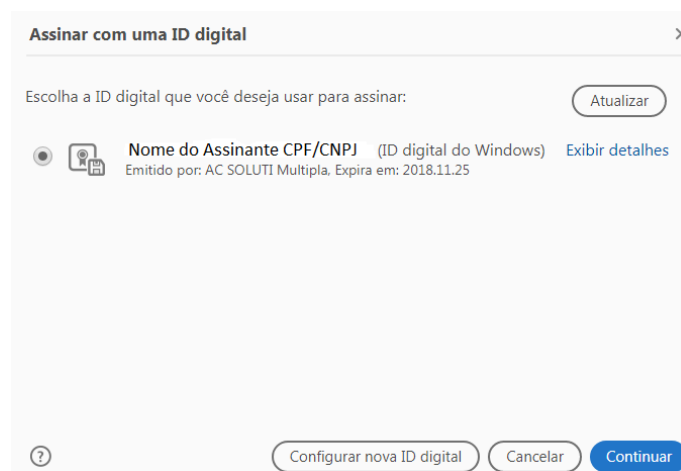 Assinar com uma ID digital
Escolha a ID digital que você deseja usar para assinar:
Atualizar
Nome do Assinante CPF/CNPJ (ID digital do Windows) Exibir detalhes
Emitido por: AC SOLUTI Multipla, Expira em: 2018.11.25
? Configurar nova ID digital Cancelar Continuar